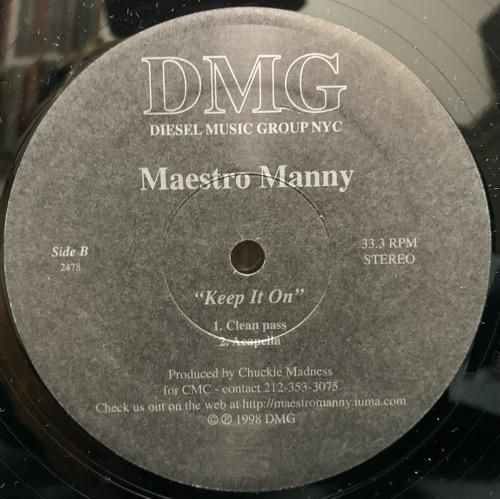 DMG
DIESEL MUSIC GROUP NYC
Maestro Manny
Side B
2478
33.3 RPM
STEREO
“Keep It On”
1. Clean pass
2. Acapella
Produced by Chuckie Madness
for CMC - contact 212-353-3075
Check us out on the web at http://maestromanny.iuma.com
© ℗ 1998 DMG